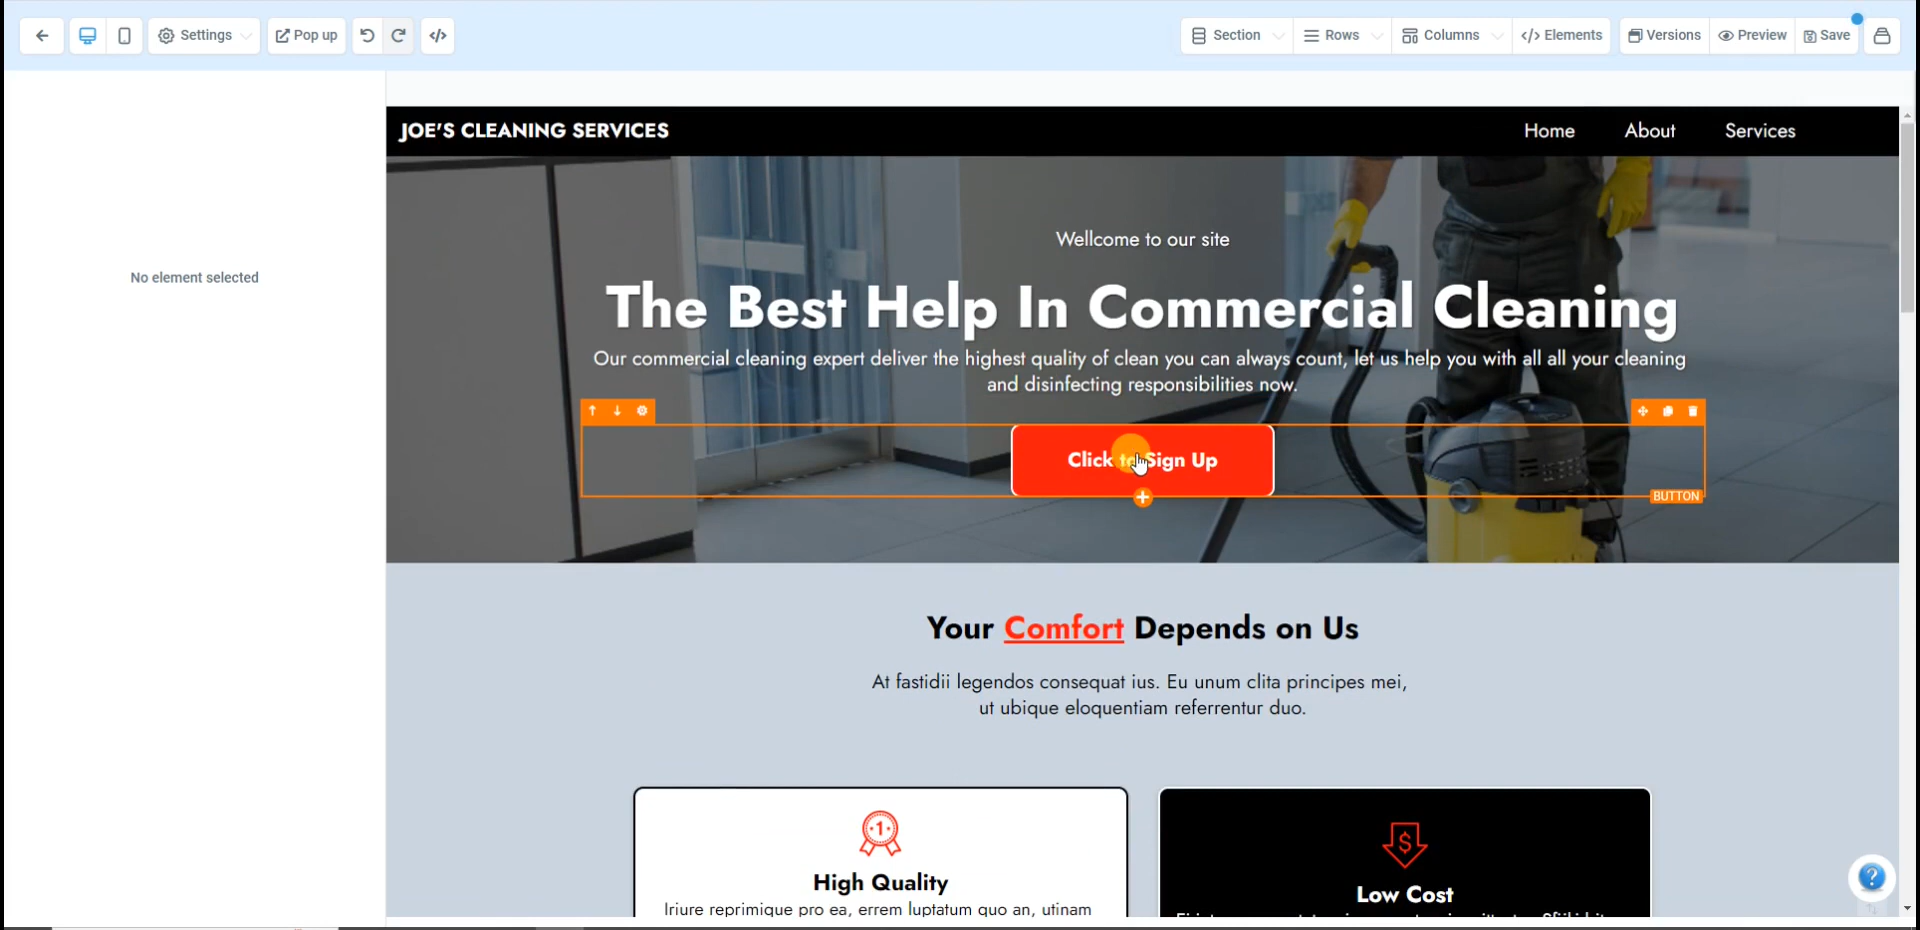 Settings
Pop up
Section
Rows
Columns
</> Elements
Versions
Preview
Save
No element selected
JOE'S CLEANING SERVICES
Home
About
Services
Wellcome to our site
The Best Help In Commercial Cleaning
Our commercial cleaning expert deliver the highest quality of clean you can always count, let us help you with all all your cleaning
and disinfecting responsibilities now.
Click to Sign Up
BUTTON
Your Comfort Depends on Us
At fastidii legendos consequat ius. Eu unum clita principes mei,
ut ubique eloquentiam referrentur duo.
1
High Quality
Iriure reprimique pro ea, errem luptatum quo an, utinam
$
Low Cost
?